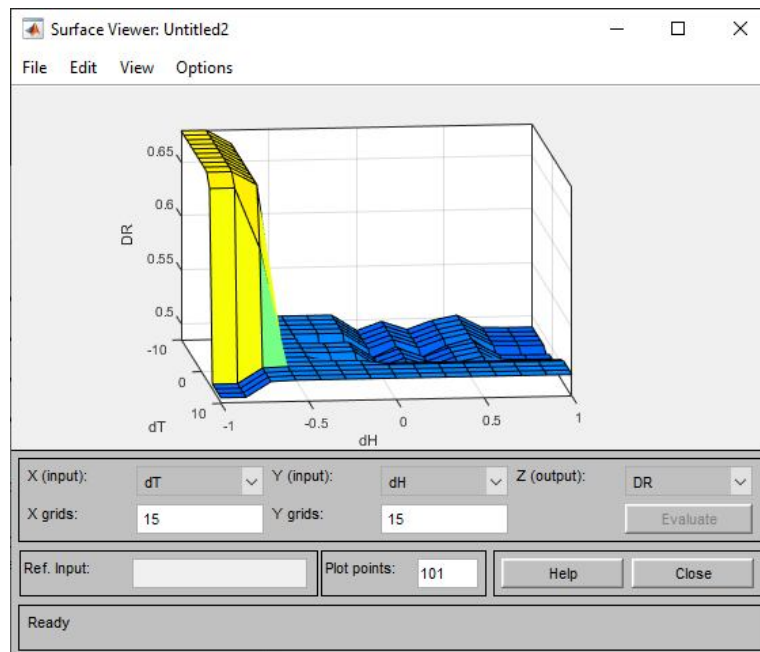 Surface Viewer: Untitled2
File Edit View Options
0.65
0.6
0.55
0.5
DR
-10
0
10
dT
-1
-0.5
0
0.5
1
dH
X (input): dT Y (input): dH Z (output): DR
X grids: 15 Y grids: 15 Evaluate
Ref. Input: Plot points: 101 Help Close
Ready